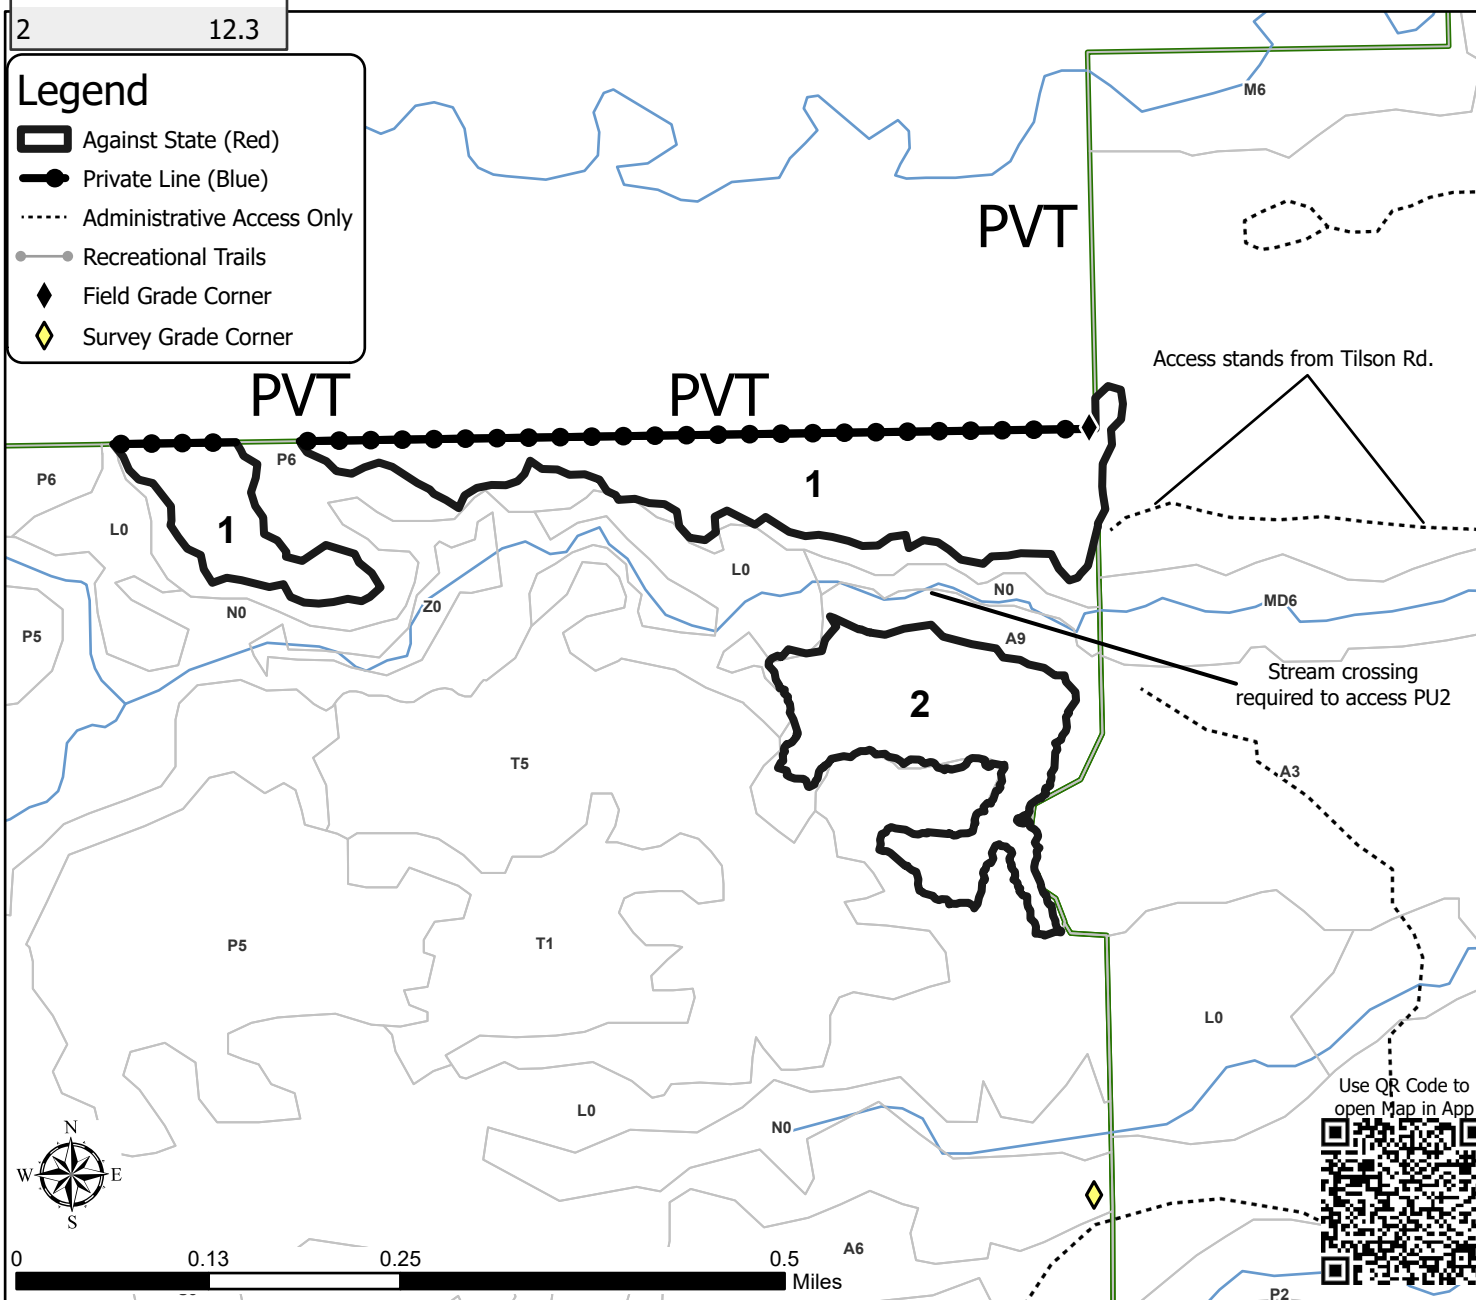 2 12.3
Legend
Against State (Red)
Private Line (Blue)
Administrative Access Only
Recreational Trails
Field Grade Corner
Survey Grade Corner
M6
PVT
Access stands from Tilson Rd.
PVT
PVT
P6
P6
1
1
L0
L0
N0
Z0
N0
MD6
P5
A9
Stream crossing
required to access PU2
2
T5
A3
P5
T1
L0
Use QR Code to
open Map in App
L0
N0
N
W E
S
A6
P2
0 0.13 0.25 0.5
Miles